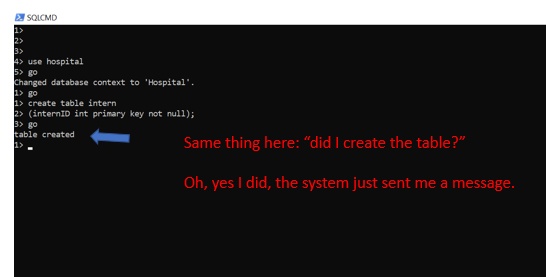 SQLCMD
1>
2>
3>
4> use hospital
5> go
Changed database context to 'Hospital'.
1> go
1> create table intern
2> (internID int primary key not null);
3> go
table created
1>
Same thing here: “did I create the table?”
Oh, yes I did, the system just sent me a message.